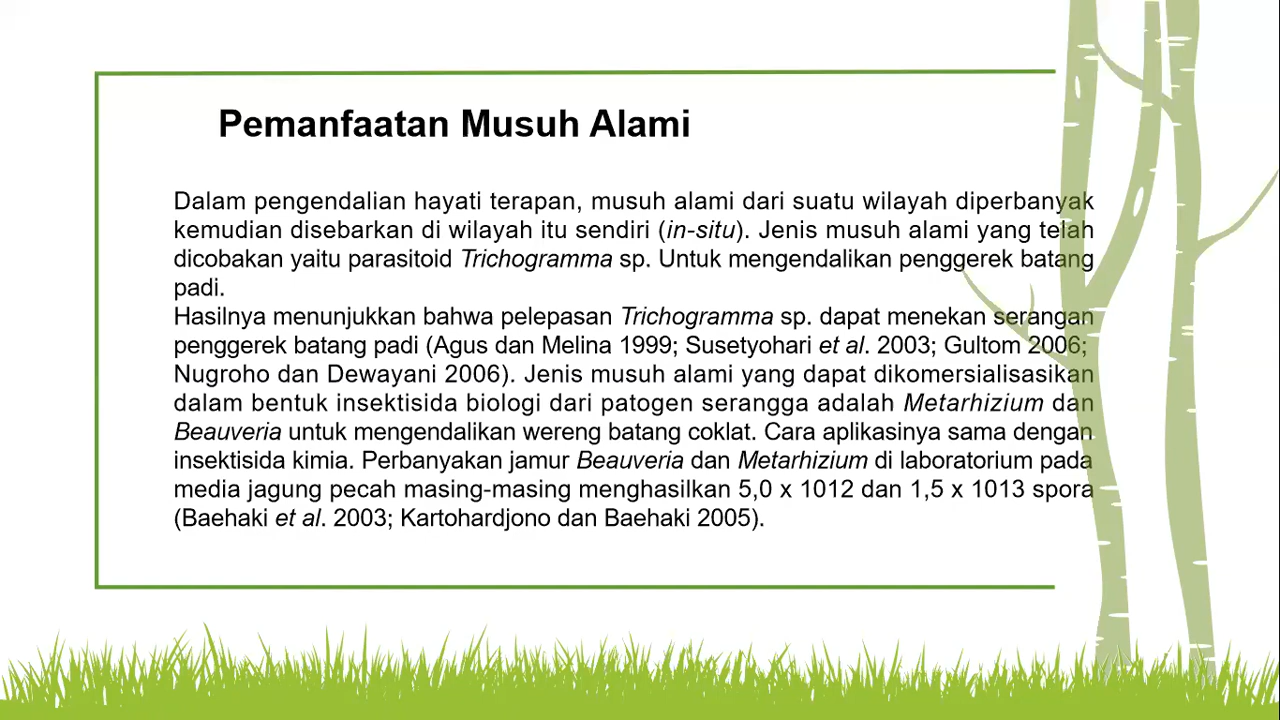 Pemanfaatan Musuh Alami
Dalam pengendalian hayati terapan, musuh alami dari suatu wilayah diperbanyak
kemudian disebarkan di wilayah itu sendiri (in-situ). Jenis musuh alami yang telah
dicobakan yaitu parasitoid Trichogramma sp. Untuk mengendalikan penggerek batang
padi.
Hasilnya menunjukkan bahwa pelepasan Trichogramma sp. dapat menekan serangan
penggerek batang padi (Agus dan Melina 1999; Susetyohari et al. 2003; Gultom 2006;
Nugroho dan Dewayani 2006). Jenis musuh alami yang dapat dikomersialisasikan
dalam bentuk insektisida biologi dari patogen serangga adalah Metarhizium dan
Beauveria untuk mengendalikan wereng batang coklat. Cara aplikasinya sama dengan
insektisida kimia. Perbanyakan jamur Beauveria dan Metarhizium di laboratorium pada
media jagung pecah masing-masing menghasilkan 5,0 x 1012 dan 1,5 x 1013 spora
(Baehaki et al. 2003; Kartohardjono dan Baehaki 2005).